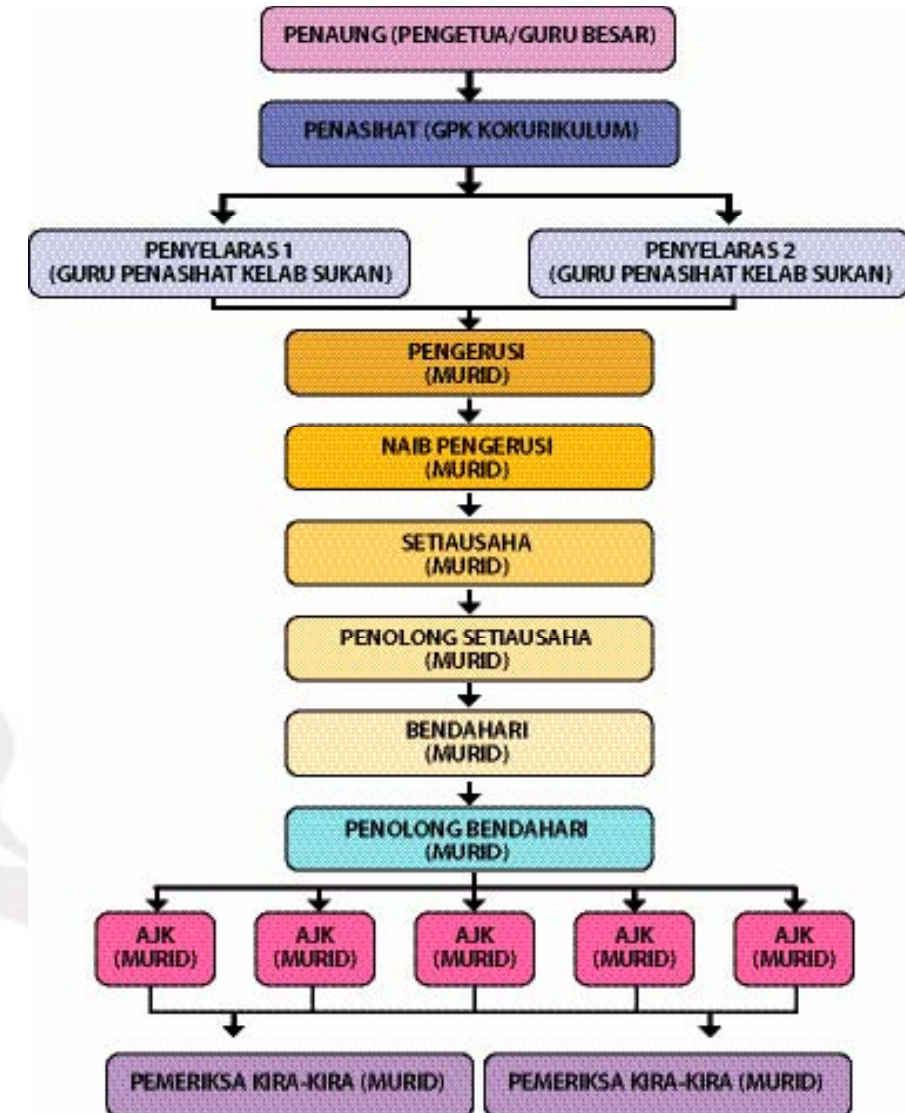 PENAUNG (PENGETUA/GURU BESAR)
PENASIHAT (GPK KOKURIKULUM)
PENYELARAS 1
(GURU PENASIHAT KELAB SUKAN)
PENYELARAS 2
(GURU PENASIHAT KELAB SUKAN)
PENGERUSI
(MURID)
NAIB PENGERUSI
(MURID)
SETIAUSAHA
(MURID)
PENOLONG SETIAUSAHA
(MURID)
BENDAHARI
(MURID)
PENOLONG BENDAHARI
(MURID)
AJK
(MURID)
AJK
(MURID)
AJK
(MURID)
AJK
(MURID)
AJK
(MURID)
PEMERIKSA KIRA-KIRA (MURID)
PEMERIKSA KIRA-KIRA (MURID)